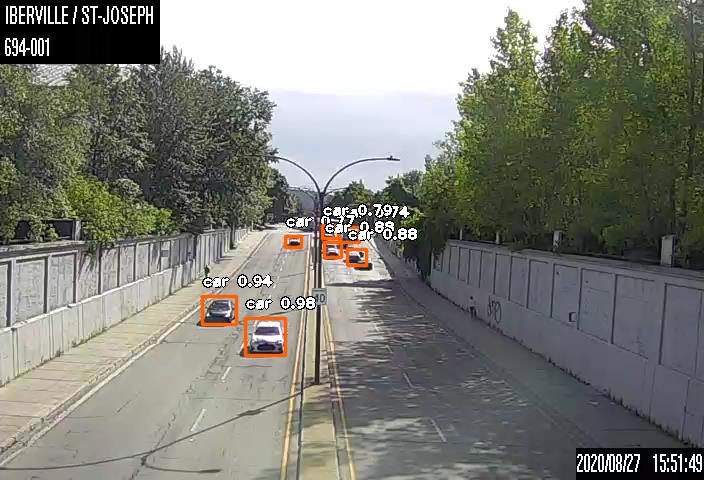 IBERVILLE / ST-JOSEPH
694-001
car 0.88
car 0.94
car 0.98
2020/08/27 15:51:49